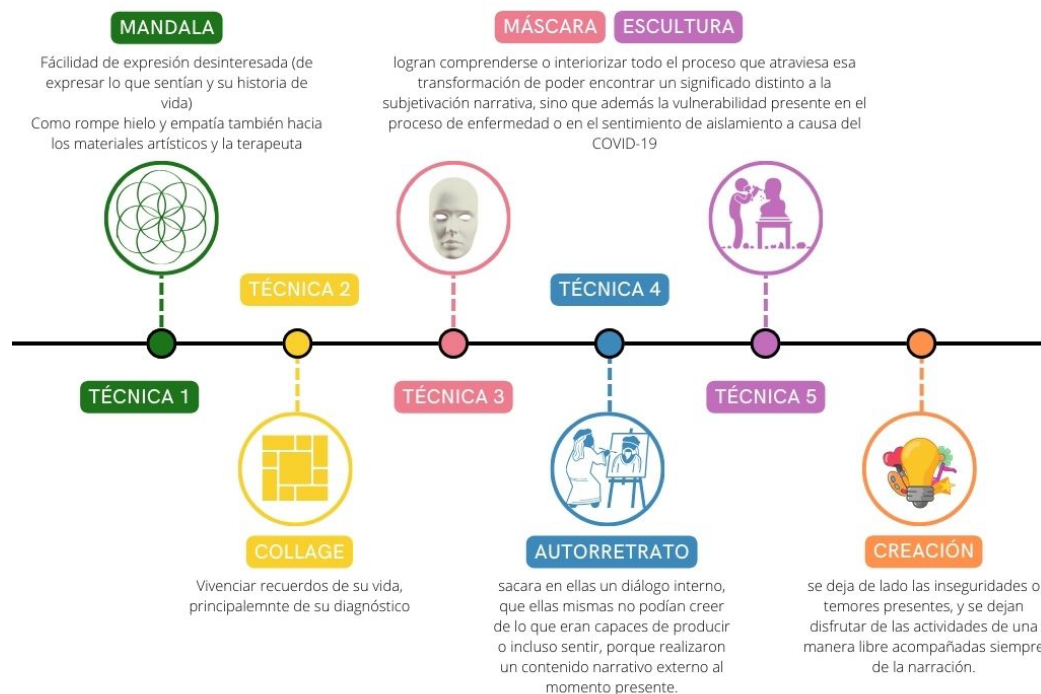 MANDALA
Fácilidad de expresión desinteresada (de
expresar lo que sentían y su historia de
vida)
Como rompe hielo y empatía también hacia
los materiales artísticos y la terapeuta
MÁSCARA
ESCULTURA
logran comprenderse o interiorizar todo el proceso que atraviesa esa
transformación de poder encontrar un significado distinto a la
subjetivación narrativa, sino que además la vulnerabilidad presente en el
proceso de enfermedad o en el sentimiento de aislamiento a causa del
COVID-19
TÉCNICA 2
TÉCNICA 4
TÉCNICA 1
TÉCNICA 3
TÉCNICA 5
COLLAGE
Vivenciar recuerdos de su vida,
principalemnte de su diagnóstico
AUTORRETRATO
sacara en ellas un diálogo interno,
que ellas mismas no podían creer
de lo que eran capaces de producir
o incluso sentir, porque realizaron
un contenido narrativo externo al
momento presente.
CREACIÓN
se deja de lado las inseguridades o
temores presentes, y se dejan
disfrutar de las actividades de una
manera libre acompañadas siempre
de la narración.